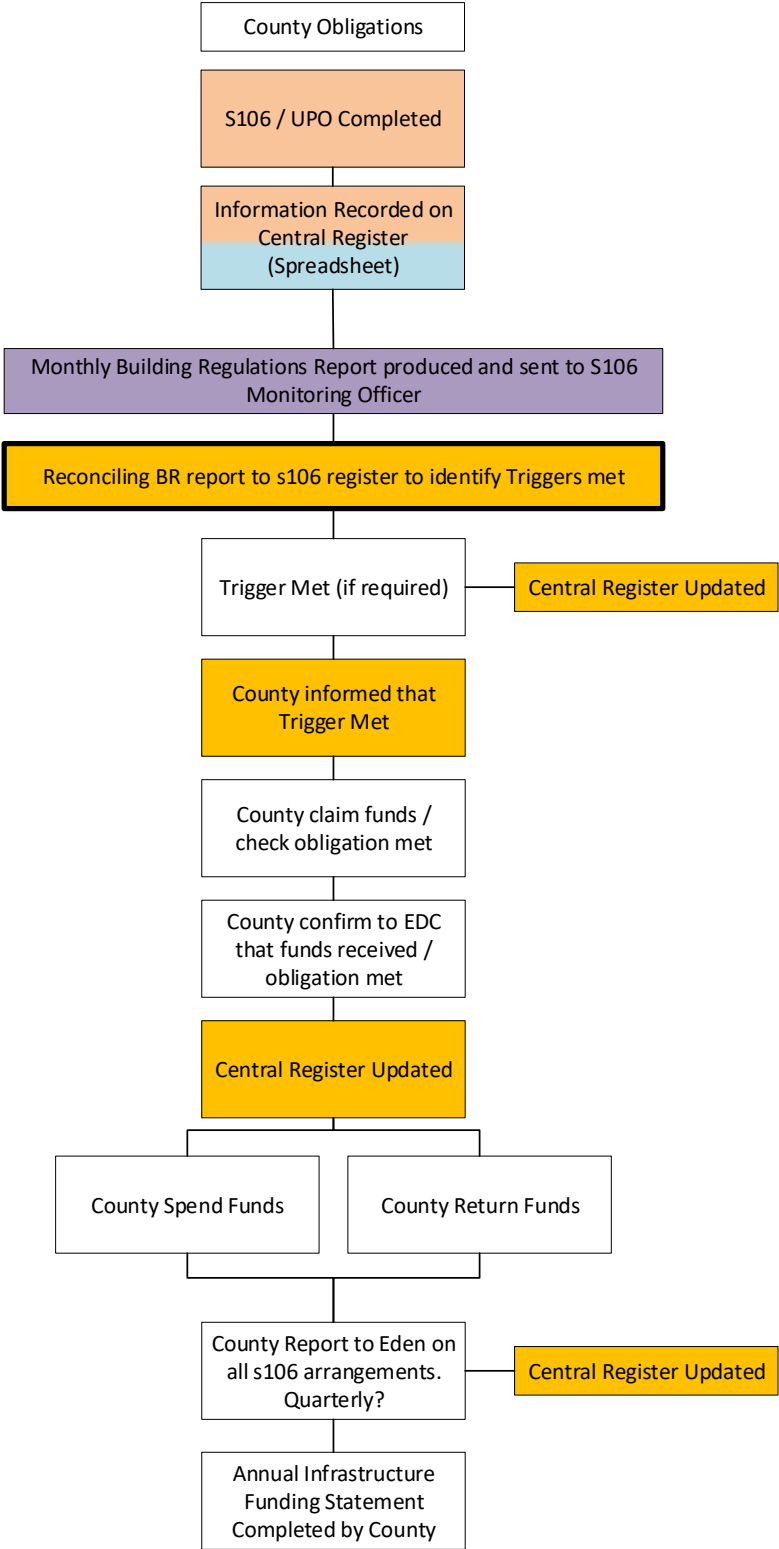 County Obligations
S106 / UPO Completed
Information Recorded on
Central Register
(Spreadsheet)
Monthly Building Regulations Report produced and sent to S106
Monitoring Officer
Reconciling BR report to s106 register to identify Triggers met
Trigger Met (if required)
Central Register Updated
County informed that
Trigger Met
County claim funds /
check obligation met
County confirm to EDC
that funds received /
obligation met
Central Register Updated
County Spend Funds
County Return Funds
County Report to Eden on
all s106 arrangements.
Quarterly?
Central Register Updated
Annual Infrastructure
Funding Statement
Completed by County